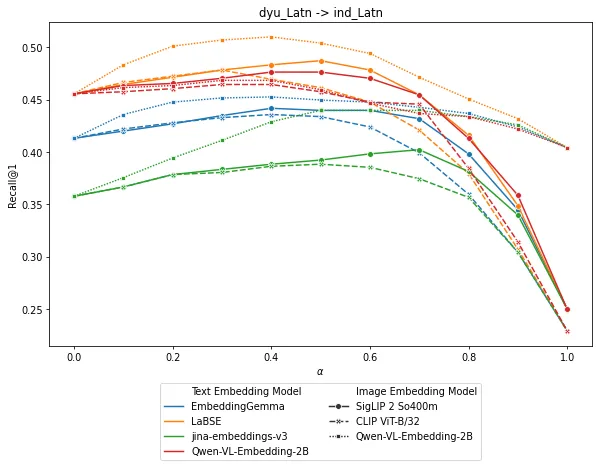 dyu_Latn -> ind_Latn
0.50
0.45
0.40
0.35
0.30
0.25
Recall@1
0.0 0.2 0.4 0.6 0.8 1.0
α
Text Embedding Model Image Embedding Model
EmbeddingGemma SigLIP 2 So400m
LaBSE CLIP ViT-B/32
jina-embeddings-v3 Qwen-VL-Embedding-2B
Qwen-VL-Embedding-2B